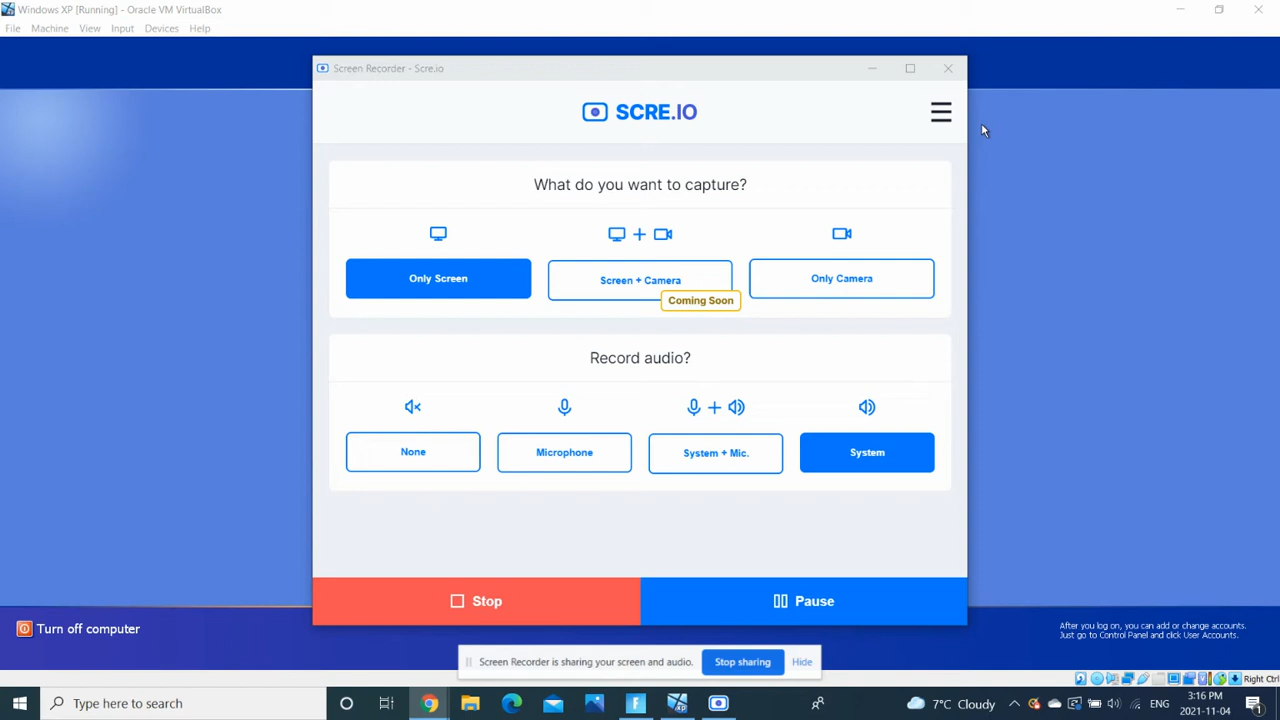 Windows XP [Running] - Oracle VM VirtualBox
File Machine View Input Devices Help
Screen Recorder - Scre.io
SCRE.IO
What do you want to capture?
Only Screen
Screen + Camera
Only Camera
Coming Soon
Record audio?
None
Microphone
System + Mic.
System
Stop
Pause
Turn off computer
After you log on, you can add or change accounts.
Just go to Control Panel and click User Accounts.
Screen Recorder is sharing your screen and audio.
Stop sharing
Hide
Right Ctrl
Type here to search
7°C Cloudy
3:16 PM
2021-11-04
1